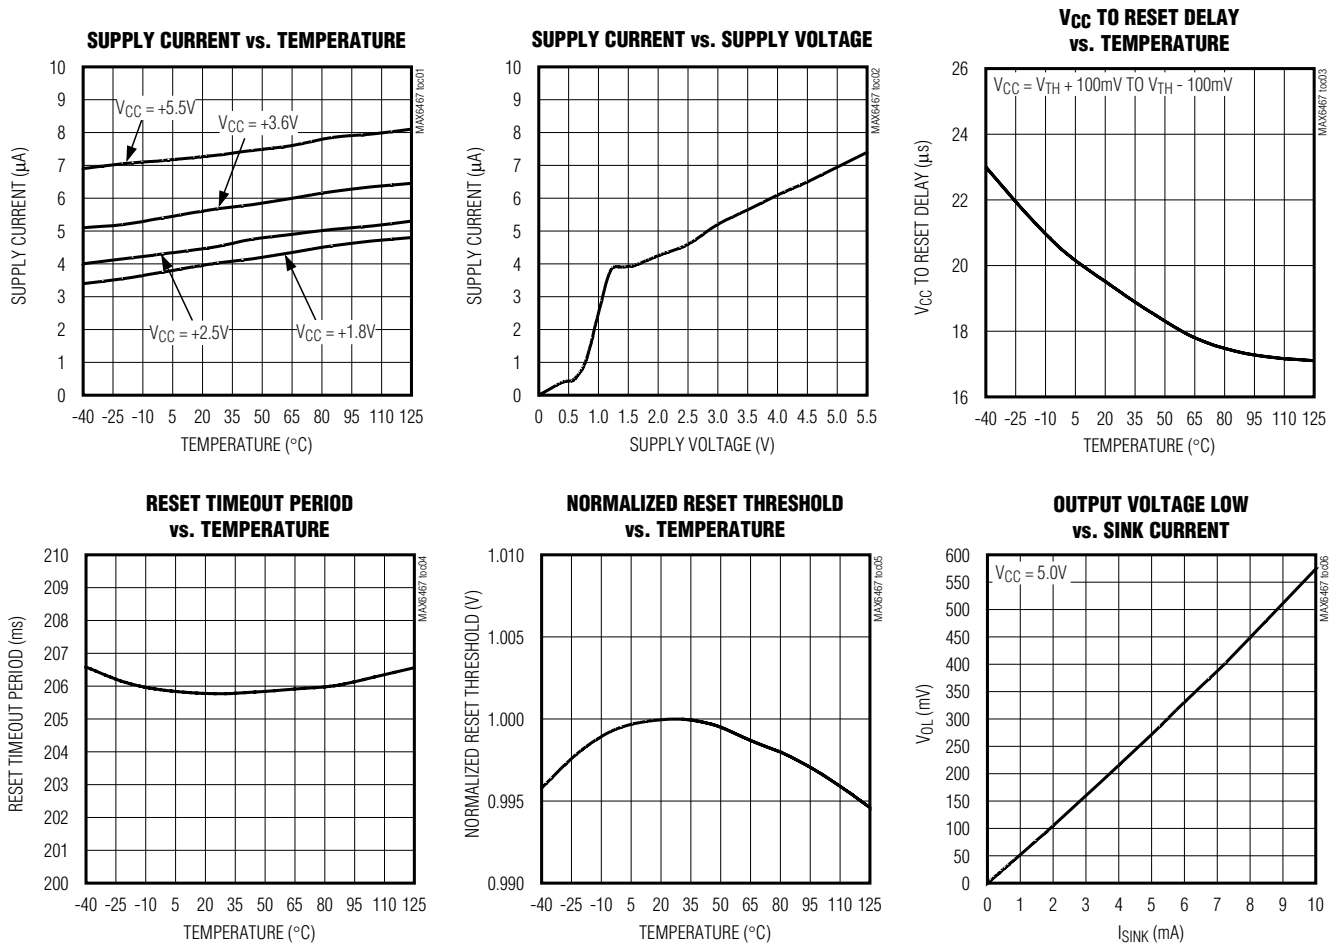 SUPPLY CURRENT vs. TEMPERATURE
MAX6467 toc01
SUPPLY CURRENT (µA)
10
9
8
7
6
5
4
3
2
1
0
VCC = +5.5V
VCC = +3.6V
VCC = +2.5V
VCC = +1.8V
-40 -25 -10 5 20 35 50 65 80 95 110 125
TEMPERATURE (°C)
SUPPLY CURRENT vs. SUPPLY VOLTAGE
MAX6467 toc02
SUPPLY CURRENT (µA)
10
9
8
7
6
5
4
3
2
1
0
0 0.5 1.0 1.5 2.0 2.5 3.0 3.5 4.0 4.5 5.0 5.5
SUPPLY VOLTAGE (V)
VCC TO RESET DELAY
vs. TEMPERATURE
MAX6467 toc03
VCC TO RESET DELAY (µs)
26
24
22
20
18
16
VCC = VTH + 100mV TO VTH - 100mV
-40 -25 -10 5 20 35 50 65 80 95 110 125
TEMPERATURE (°C)
RESET TIMEOUT PERIOD
vs. TEMPERATURE
MAX6467 toc04
RESET TIMEOUT PERIOD (ms)
210
209
208
207
206
205
204
203
202
201
200
-40 -25 -10 5 20 35 50 65 80 95 110 125
TEMPERATURE (°C)
NORMALIZED RESET THRESHOLD
vs. TEMPERATURE
MAX6467 toc05
NORMALIZED RESET THRESHOLD (V)
1.010
1.005
1.000
0.995
0.990
-40 -25 -10 5 20 35 50 65 80 95 110 125
TEMPERATURE (°C)
OUTPUT VOLTAGE LOW
vs. SINK CURRENT
MAX6467 toc06
VOL (mV)
600
550
500
450
400
350
300
250
200
150
100
50
0
VCC = 5.0V
0 1 2 3 4 5 6 7 8 9 10
ISINK (mA)